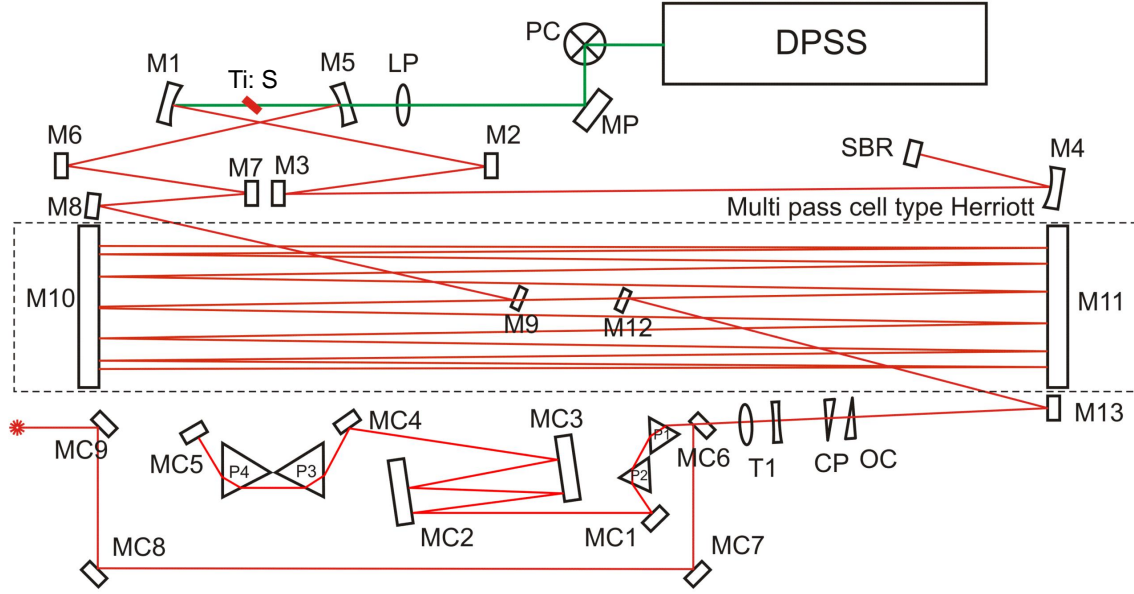 PC
DPSS
M1
Ti: S
M5
LP
MP
M6
M2
SBR
M4
M7
M3
M8
Multi pass cell type Herriott
M10
M9
M12
M11
M13
MC9
MC5
P4
P3
MC4
MC3
P1
P2
MC6
T1
CP
OC
MC2
MC1
MC8
MC7